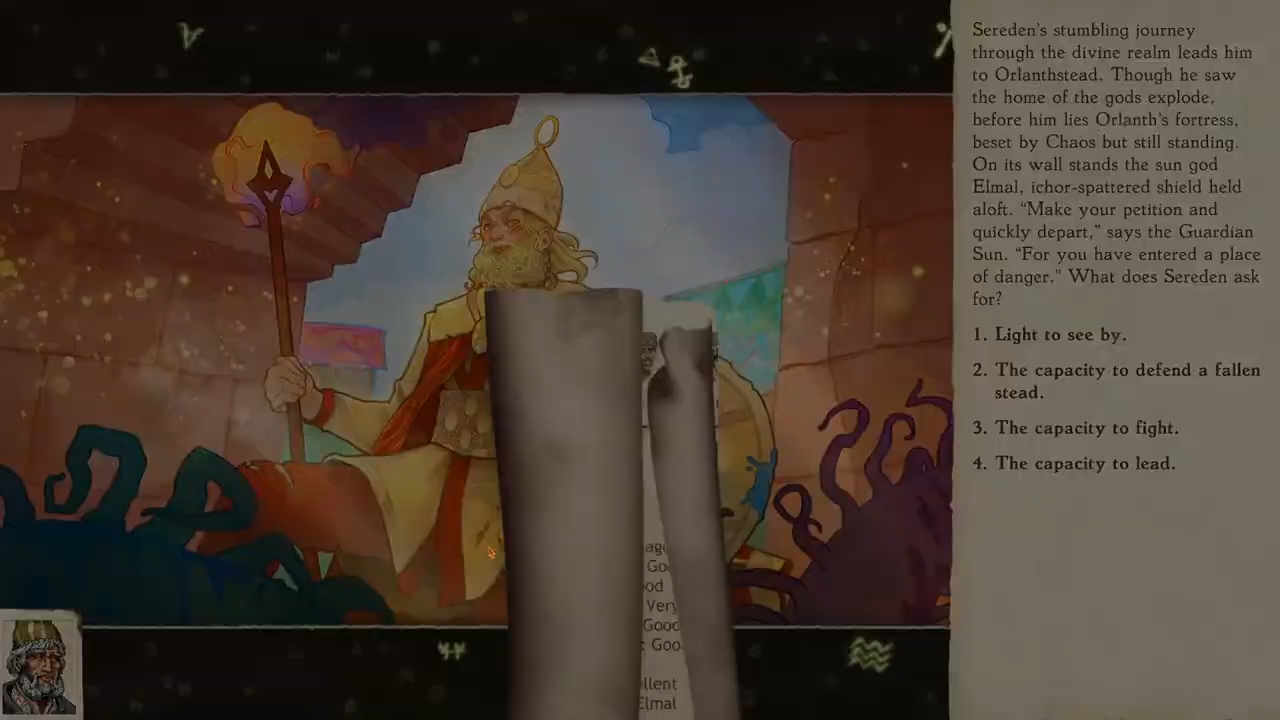 Sereden's stumbling journey
through the divine realm leads him
to Orlanthstead. Though he saw
the home of the gods explode,
before him lies Orlanth's fortress,
beset by Chaos but still standing.
On its wall stands the sun god
Elmal, ichor-spattered shield held
aloft. “Make your petition and
quickly depart,” says the Guardian
Sun. “For you have entered a place
of danger.” What does Sereden ask
for?
1. Light to see by.
2. The capacity to defend a fallen
stead.
3. The capacity to fight.
4. The capacity to lead.
Very
Good
Elmal